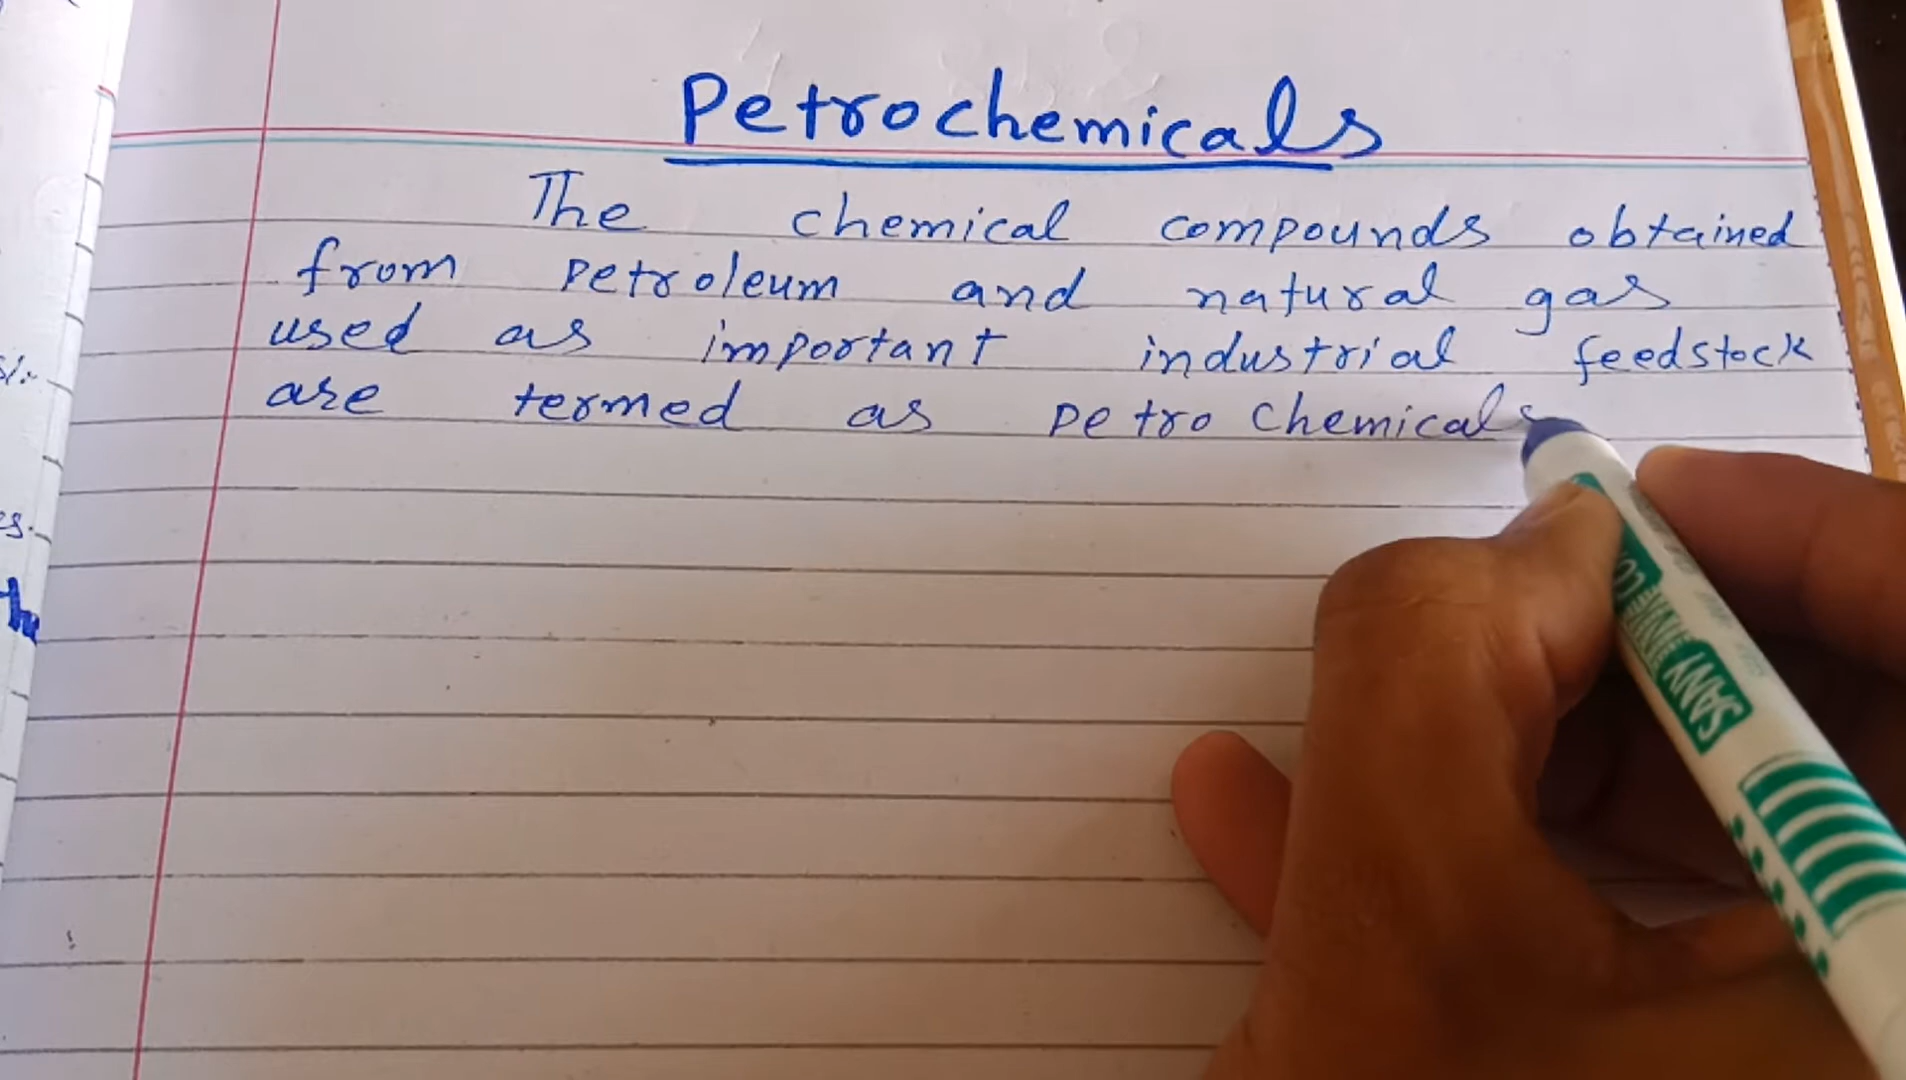 Petrochemicals
The chemical compounds obtained
from petroleum and natural gas
used as important industrial feedstock
are termed as petro chemicals
SANY